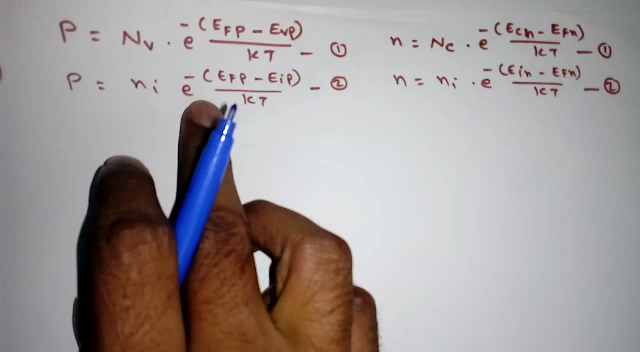 P = Nv . e^-(EFP - EVP)/KT - ① n = Nc . e^-(Ecn - EFn)/KT - ①
P = ni e^-(EFP - EiP)/KT - ② n = ni . e^-(Ein - EFn)/KT - ②